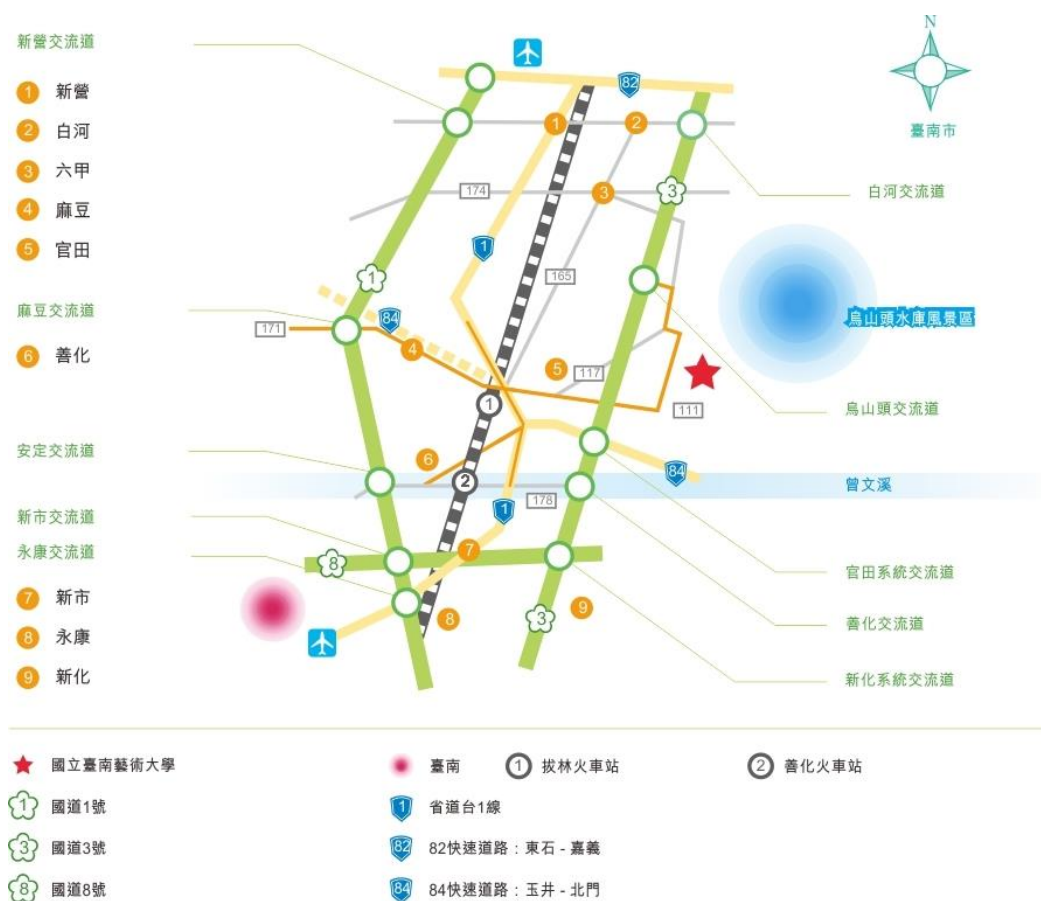 N
臺南市
新營交流道
1 新營
2 白河
3 六甲
4 麻豆
5 官田
麻豆交流道
6 善化
安定交流道
新市交流道
永康交流道
7 新市
8 永康
9 新化
82
1
2
174
3
3
1
165
1
84
171
4
5
117
111
1
6
84
2
178
1
7
8
8
9
3
白河交流道
烏山頭水庫風景區
烏山頭交流道
曾文溪
官田系統交流道
善化交流道
新化系統交流道
國立臺南藝術大學
臺南
1 拔林火車站
2 善化火車站
1 國道1號
1 省道台1線
3 國道3號
82 82快速道路：東石 - 嘉義
8 國道8號
84 84快速道路：玉井 - 北門